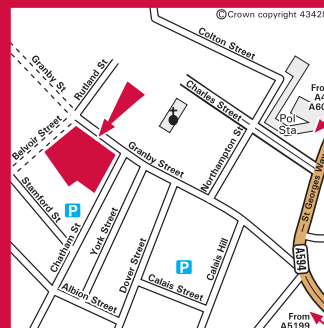 ©Crown copyright 43428
Colton Street
Granby St
Rutland St
Charles Street
Fro
A4
A60
Pol
Sta
Belvoir Street
Granby Street
Northampton St
St Georges Way
Stamford St
P
Chatham St
York Street
Dover Street
Calais Hill
A594
P
Calais Street
Albion Street
From
A5199